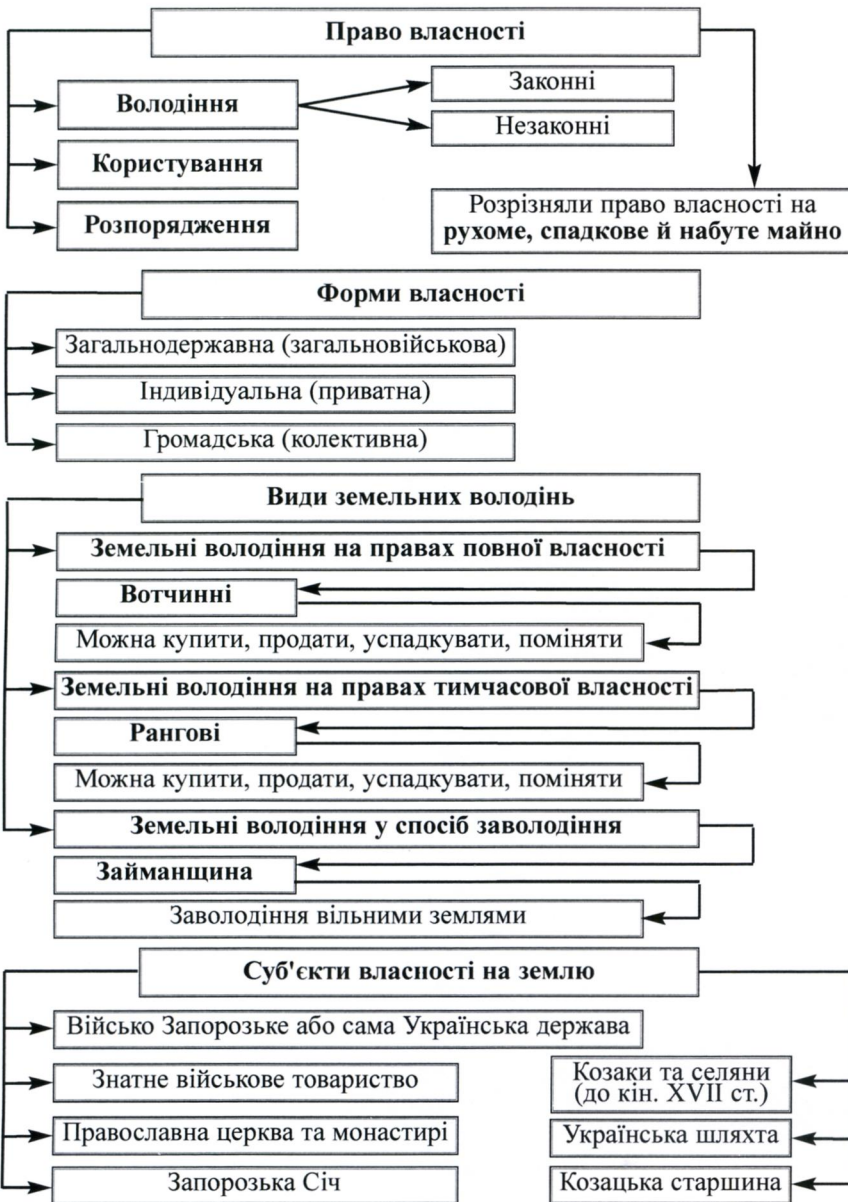 Право власності
Володіння
Законні
Незаконні
Користування
Розпорядження
Розрізняли право власності на
рухоме, спадкове й набуте майно
Форми власності
Загальнодержавна (загальновійськова)
Індивідуальна (приватна)
Громадська (колективна)
Види земельних володінь
Земельні володіння на правах повної власності
Вотчинні
Можна купити, продати, успадкувати, поміняти
Земельні володіння на правах тимчасової власності
Рангові
Можна купити, продати, успадкувати, поміняти
Земельні володіння у спосіб заволодіння
Займанщина
Заволодіння вільними землями
Суб'єкти власності на землю
Військо Запорозьке або сама Українська держава
Знатне військове товариство
Православна церква та монастирі
Запорозька Січ
Козаки та селяни
(до кін. XVII ст.)
Українська шляхта
Козацька старшина